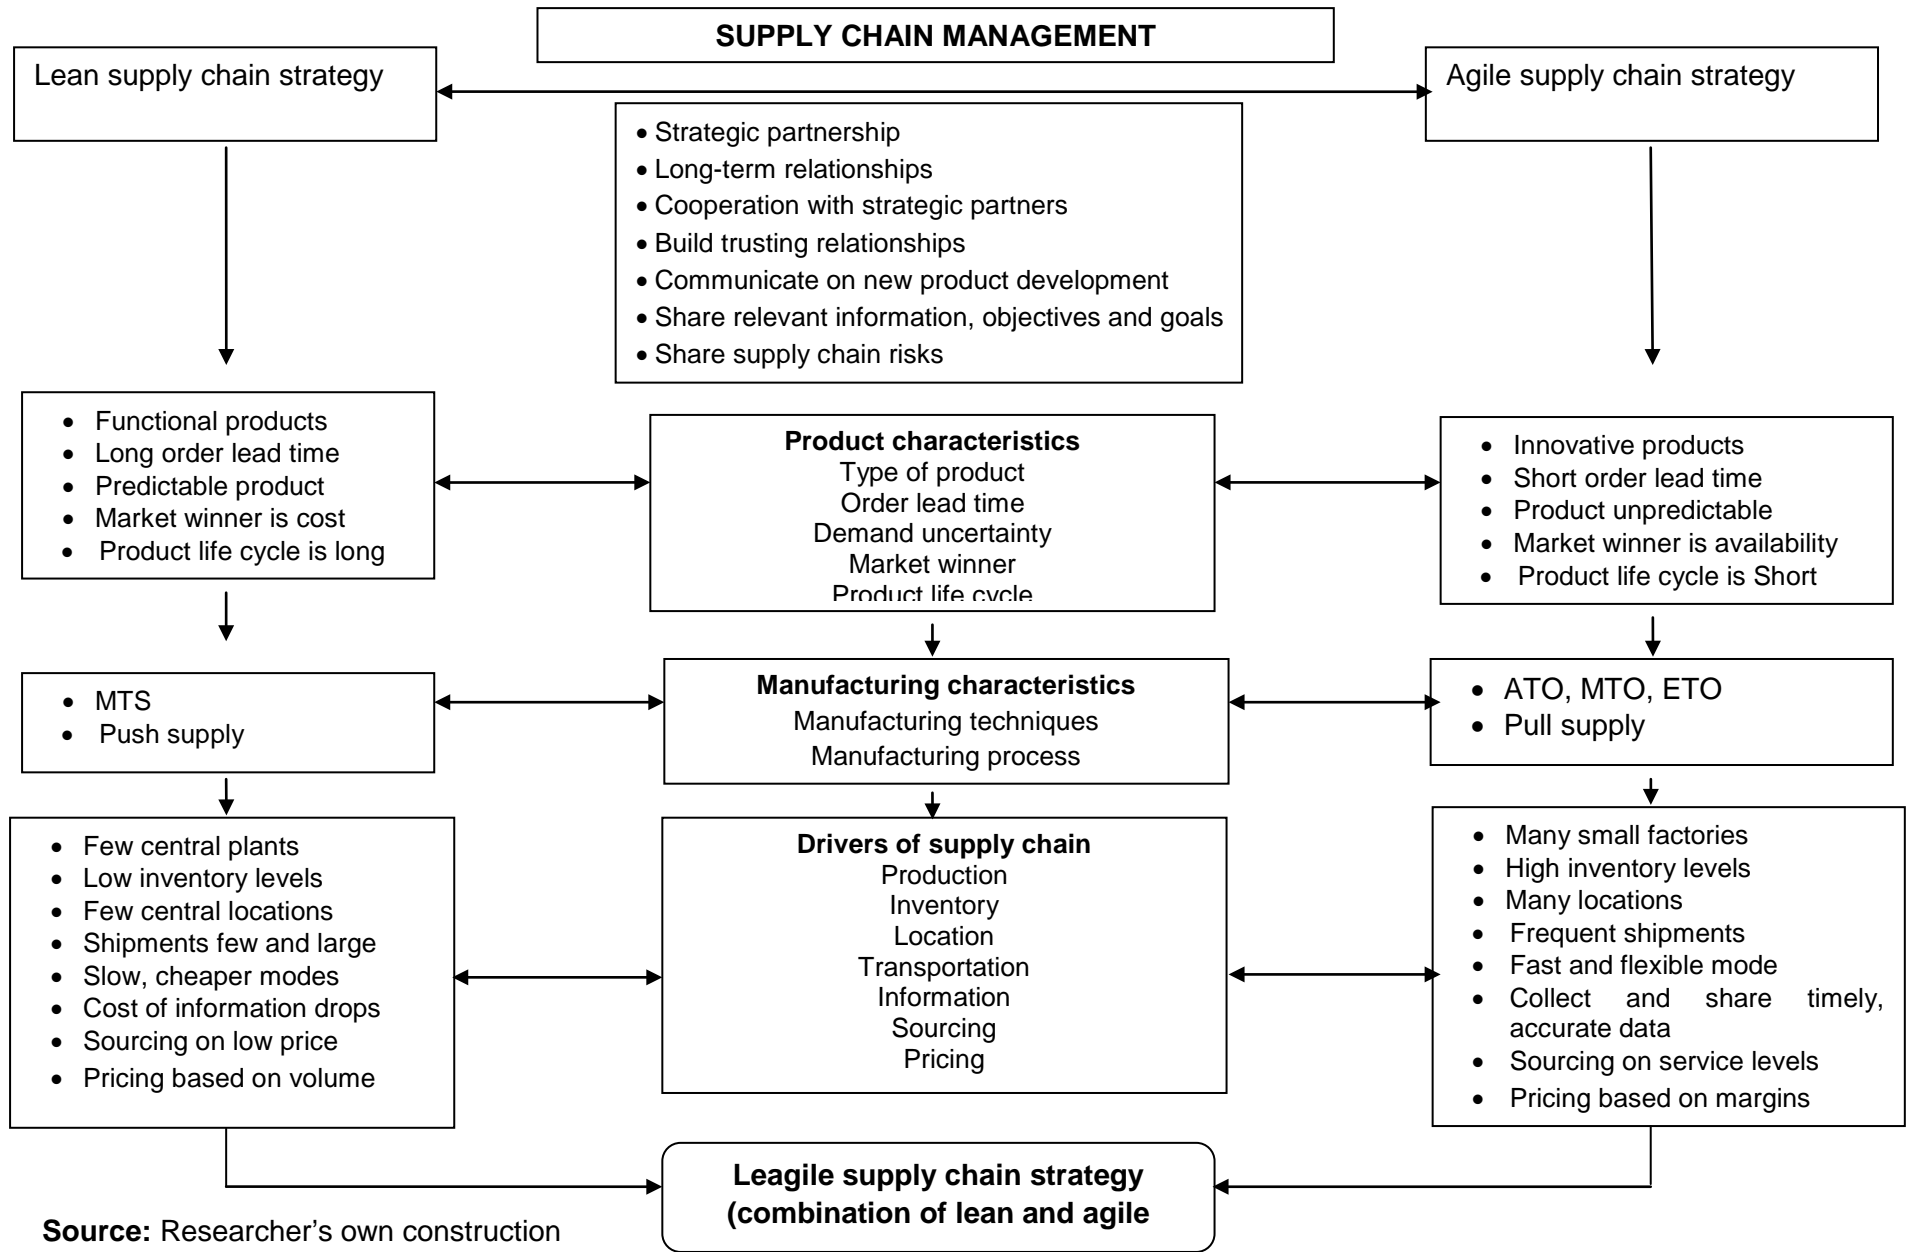 SUPPLY CHAIN MANAGEMENT
Lean supply chain strategy
Agile supply chain strategy
• Strategic partnership
• Long-term relationships
• Cooperation with strategic partners
• Build trusting relationships
• Communicate on new product development
• Share relevant information, objectives and goals
• Share supply chain risks
• Functional products
• Long order lead time
• Predictable product
• Market winner is cost
• Product life cycle is long
Product characteristics
Type of product
Order lead time
Demand uncertainty
Market winner
Product life cycle
• Innovative products
• Short order lead time
• Product unpredictable
• Market winner is availability
• Product life cycle is Short
• MTS
• Push supply
Manufacturing characteristics
Manufacturing techniques
Manufacturing process
• ATO, MTO, ETO
• Pull supply
• Few central plants
• Low inventory levels
• Few central locations
• Shipments few and large
• Slow, cheaper modes
• Cost of information drops
• Sourcing on low price
• Pricing based on volume
Drivers of supply chain
Production
Inventory
Location
Transportation
Information
Sourcing
Pricing
• Many small factories
• High inventory levels
• Many locations
• Frequent shipments
• Fast and flexible mode
• Collect and share timely,
accurate data
• Sourcing on service levels
• Pricing based on margins
Leagile supply chain strategy
(combination of lean and agile
Source: Researcher’s own construction